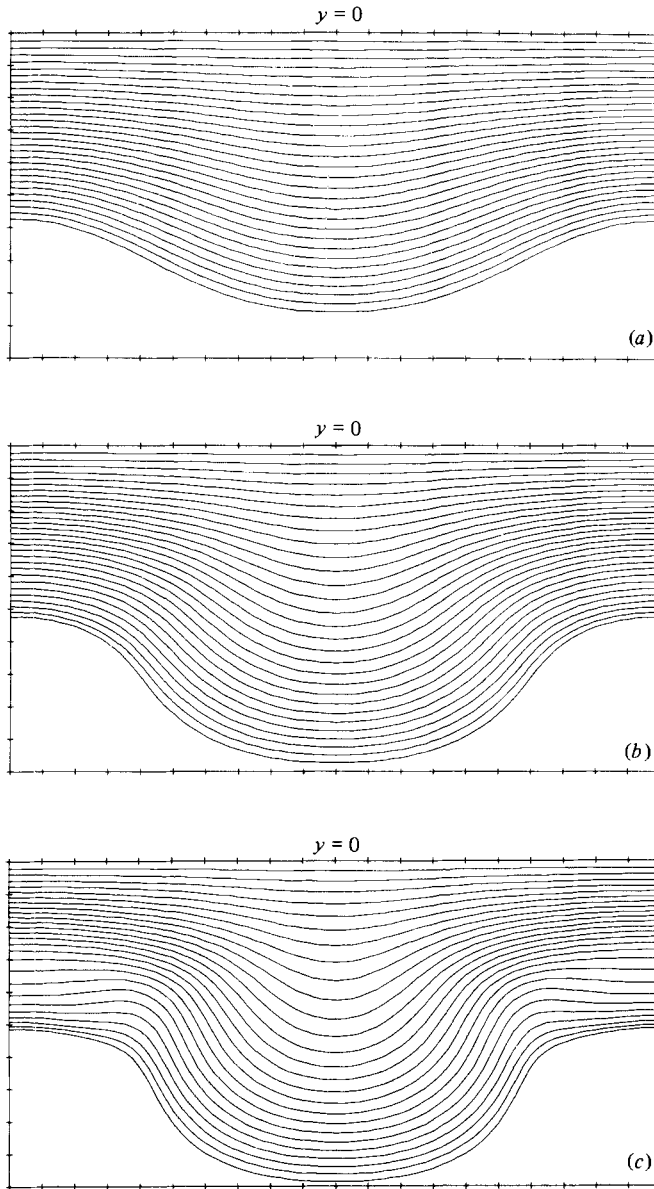 y = 0
(a)
y = 0
(b)
y = 0
(c)